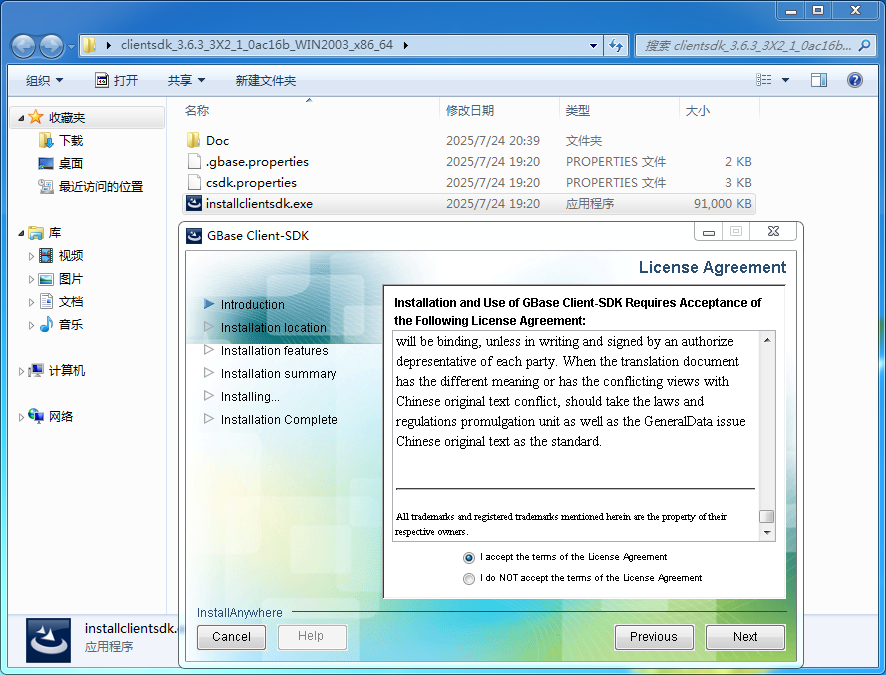 clientsdk_3.6.3_3X2_1_0ac16b_WIN2003_x86_64
搜索 clientsdk_3.6.3_3X2_1_0ac16b...
组织 打开 共享 新建文件夹
收藏夹
下载
桌面
最近访问的位置
库
视频
图片
文档
音乐
计算机
网络
名称 修改日期 类型 大小
Doc 2025/7/24 20:39 文件夹
.gbase.properties 2025/7/24 19:20 PROPERTIES 文件 2 KB
csdk.properties 2025/7/24 19:20 PROPERTIES 文件 3 KB
installclientsdk.exe 2025/7/24 19:20 应用程序 91,000 KB
GBase Client-SDK
License Agreement
Introduction
Installation location
Installation features
Installation summary
Installing...
Installation Complete
Installation and Use of GBase Client-SDK Requires Acceptance of
the Following License Agreement:
will be binding, unless in writing and signed by an authorize
depresentative of each party. When the translation document
has the different meaning or has the conflicting views with
Chinese original text conflict, should take the laws and
regulations promulgation unit as well as the GeneralData issue
Chinese original text as the standard.
All trademarks and registered trademarks mentioned herein are the property of their
respective owners.
I accept the terms of the License Agreement
I do NOT accept the terms of the License Agreement
InstallAnywhere
Cancel Help Previous Next
installclientsdk.
应用程序